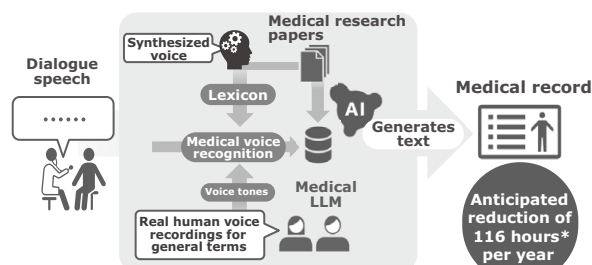 Dialogue
speech
......
Synthesized
voice
Medical research
papers
Lexicon
Medical voice
recognition
Voice tones
Real human voice
recordings for
general terms
Medical
LLM
AI
Generates
text
Medical record
Anticipated
reduction of
116 hours*
per year